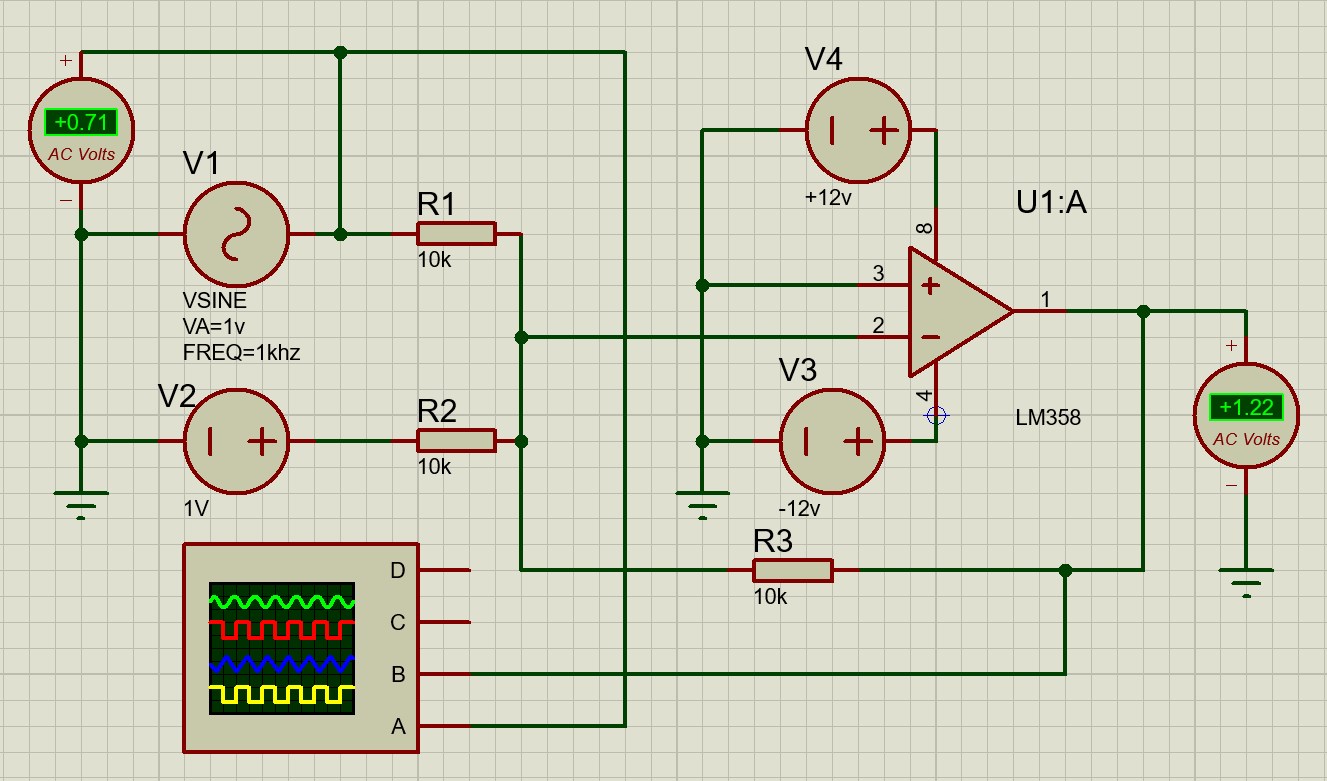 +
+0.71
AC Volts
−
V1
VSINE
VA=1v
FREQ=1khz
R1
10k
V2
1V
R2
10k
V4
+12v
U1:A
8
3
2
1
4
LM358
V3
-12v
R3
10k
+
+1.22
AC Volts
−
D
C
B
A